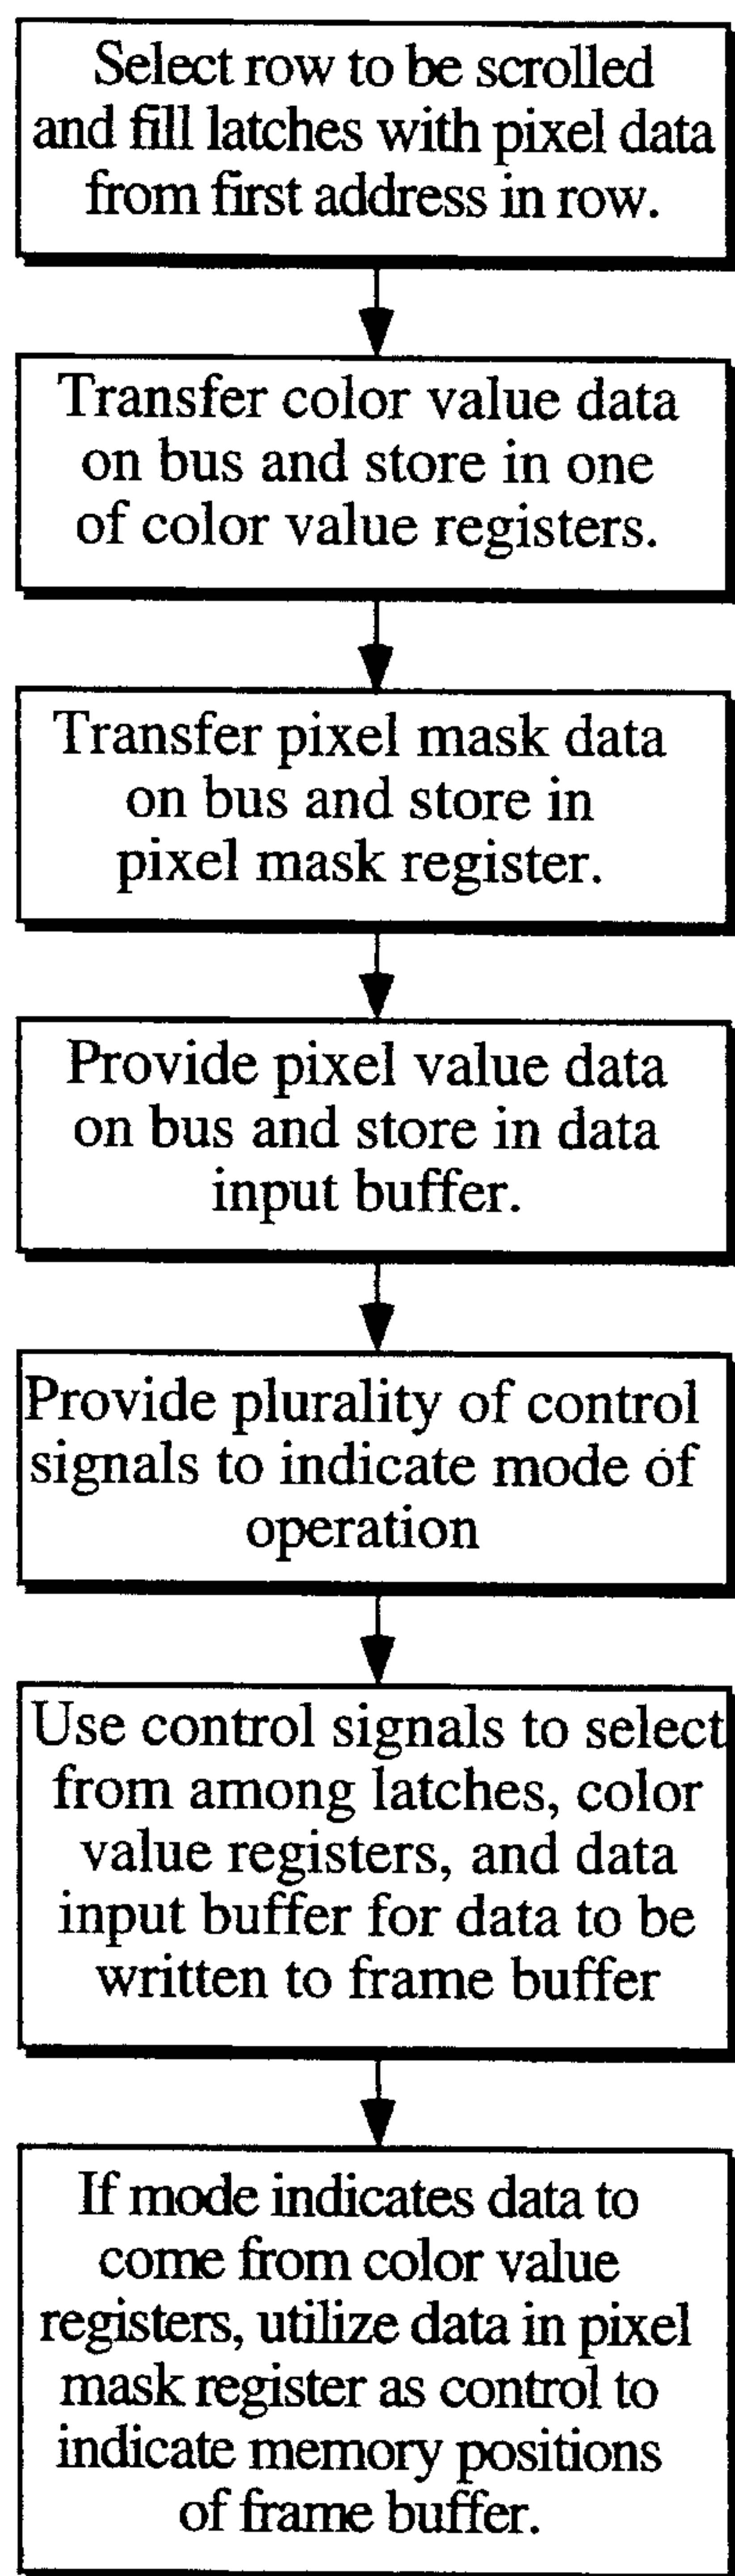 Select row to be scrolled
and fill latches with pixel data
from first address in row.
Transfer color value data
on bus and store in one
of color value registers.
Transfer pixel mask data
on bus and store in
pixel mask register.
Provide pixel value data
on bus and store in data
input buffer.
Provide plurality of control
signals to indicate mode of
operation
Use control signals to select
from among latches, color
value registers, and data
input buffer for data to be
written to frame buffer
If mode indicates data to
come from color value
registers, utilize data in pixel
mask register as control to
indicate memory positions
of frame buffer.